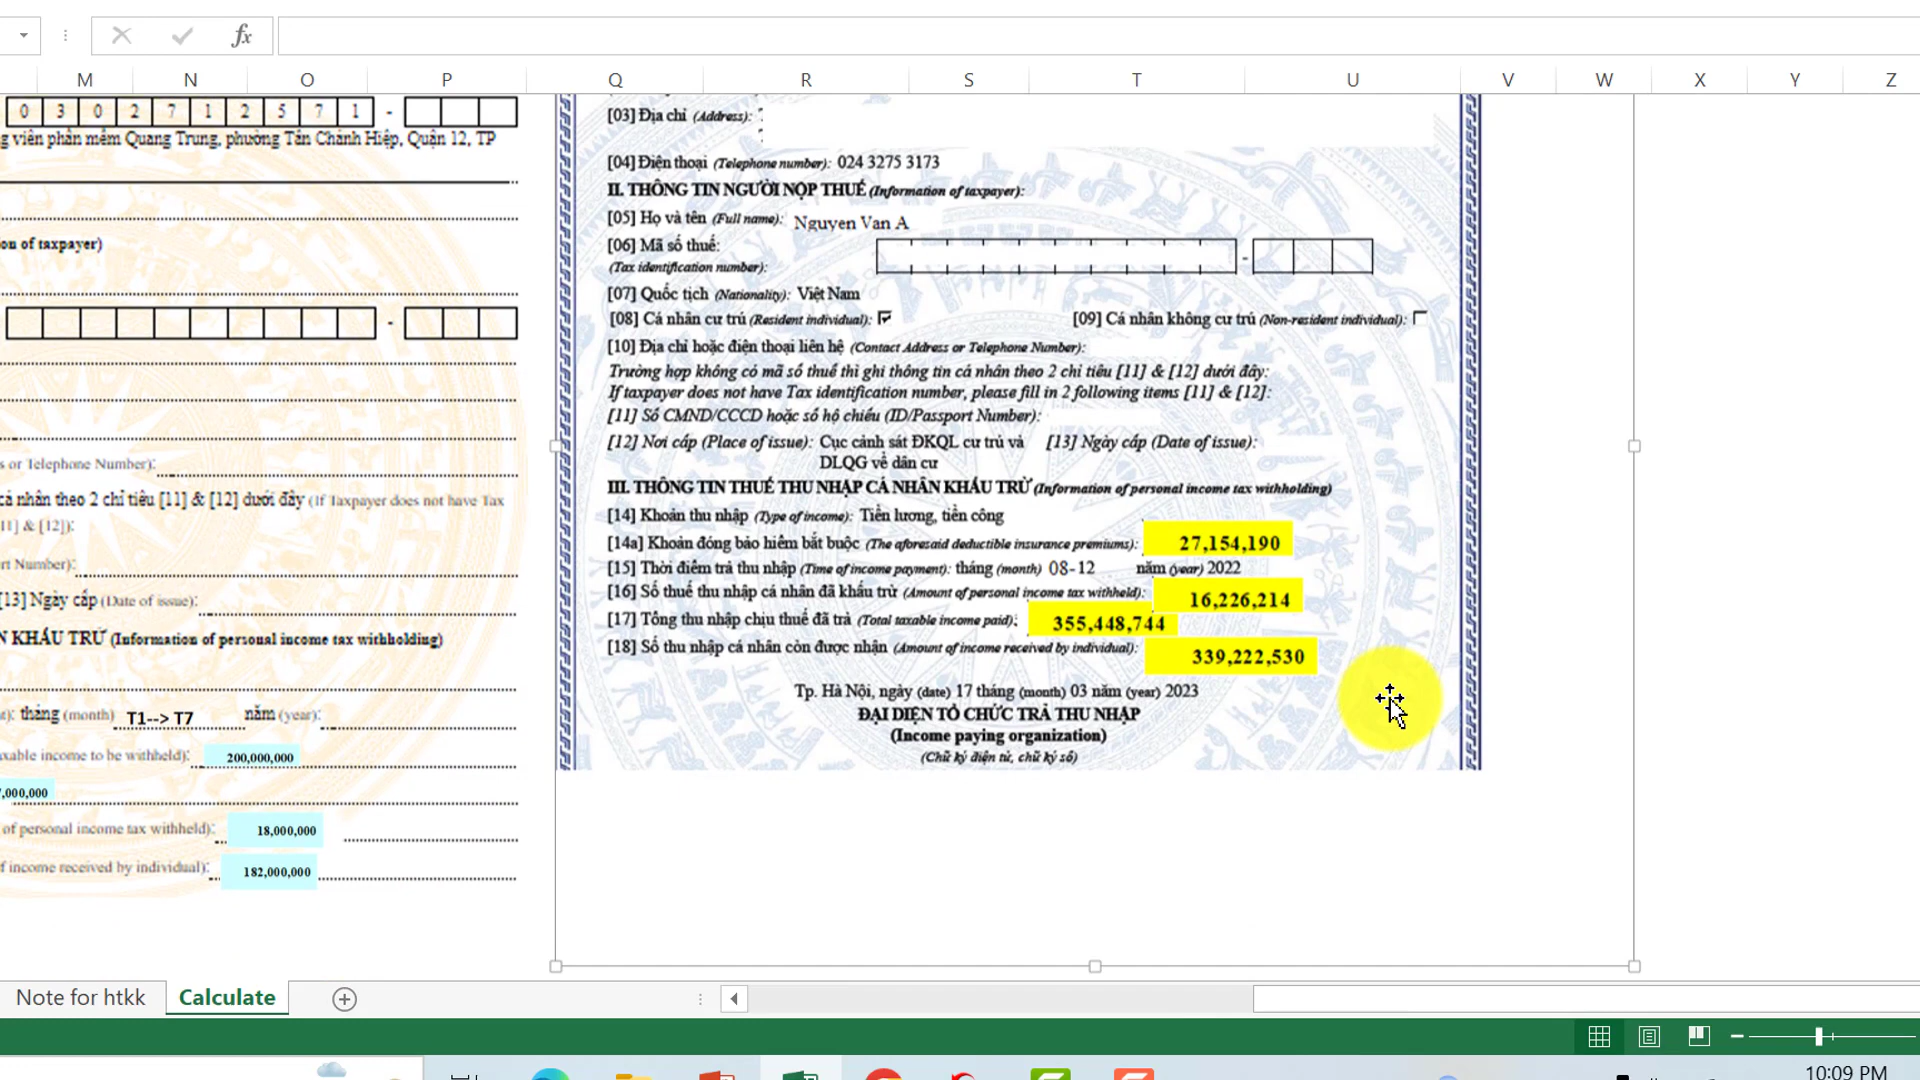 fx
M N O P Q R S T U V W X Y Z
0 3 0 2 7 1 2 5 7 1 -
g viên phần mềm Quang Trung, phường Tân Chánh Hiệp, Quận 12, TP
on of taxpayer)
-
s or Telephone Number):
cá nhân theo 2 chỉ tiêu [11] & [12] dưới đây (If Taxpayer does not have Tax
11] & [12]):
rt Number):
[13] Ngày cấp (Date of issue):
N KHẤU TRỪ (Information of personal income tax withholding)
t): tháng (month) T1--> T7 năm (year):
xable income to be withheld): 200,000,000
,000,000
of personal income tax withheld): 18,000,000
f income received by individual): 182,000,000
[03] Địa chỉ (Address):
[04] Điện thoại (Telephone number): 024 3275 3173
II. THÔNG TIN NGƯỜI NỘP THUẾ (Information of taxpayer):
[05] Họ và tên (Full name): Nguyen Van A
[06] Mã số thuế:
(Tax identification number): -
[07] Quốc tịch (Nationality): Việt Nam
[08] Cá nhân cư trú (Resident individual): [09] Cá nhân không cư trú (Non-resident individual):
[10] Địa chỉ hoặc điện thoại liên hệ (Contact Address or Telephone Number):
Trường hợp không có mã số thuế thì ghi thông tin cá nhân theo 2 chỉ tiêu [11] & [12] dưới đây:
If taxpayer does not have Tax identification number, please fill in 2 following items [11] & [12]:
[11] Số CMND/CCCD hoặc số hộ chiếu (ID/Passport Number):
[12] Nơi cấp (Place of issue): Cục cảnh sát ĐKQL cư trú và [13] Ngày cấp (Date of issue):
DLQG về dân cư
III. THÔNG TIN THUẾ THU NHẬP CÁ NHÂN KHẤU TRỪ (Information of personal income tax withholding)
[14] Khoản thu nhập (Type of income): Tiền lương, tiền công
[14a] Khoản đóng bảo hiểm bắt buộc (The aforesaid deductible insurance premiums): 27,154,190
[15] Thời điểm trả thu nhập (Time of income payment): tháng (month) 08-12 năm (year) 2022
[16] Số thuế thu nhập cá nhân đã khấu trừ (Amount of personal income tax withheld): 16,226,214
[17] Tổng thu nhập chịu thuế đã trả (Total taxable income paid): 355,448,744
[18] Số thu nhập cá nhân còn được nhận (Amount of income received by individual): 339,222,530
Tp. Hà Nội, ngày (date) 17 tháng (month) 03 năm (year) 2023
ĐẠI DIỆN TỔ CHỨC TRẢ THU NHẬP
(Income paying organization)
(Chữ ký điện tử, chữ ký số)
Note for htkk Calculate
10:09 PM